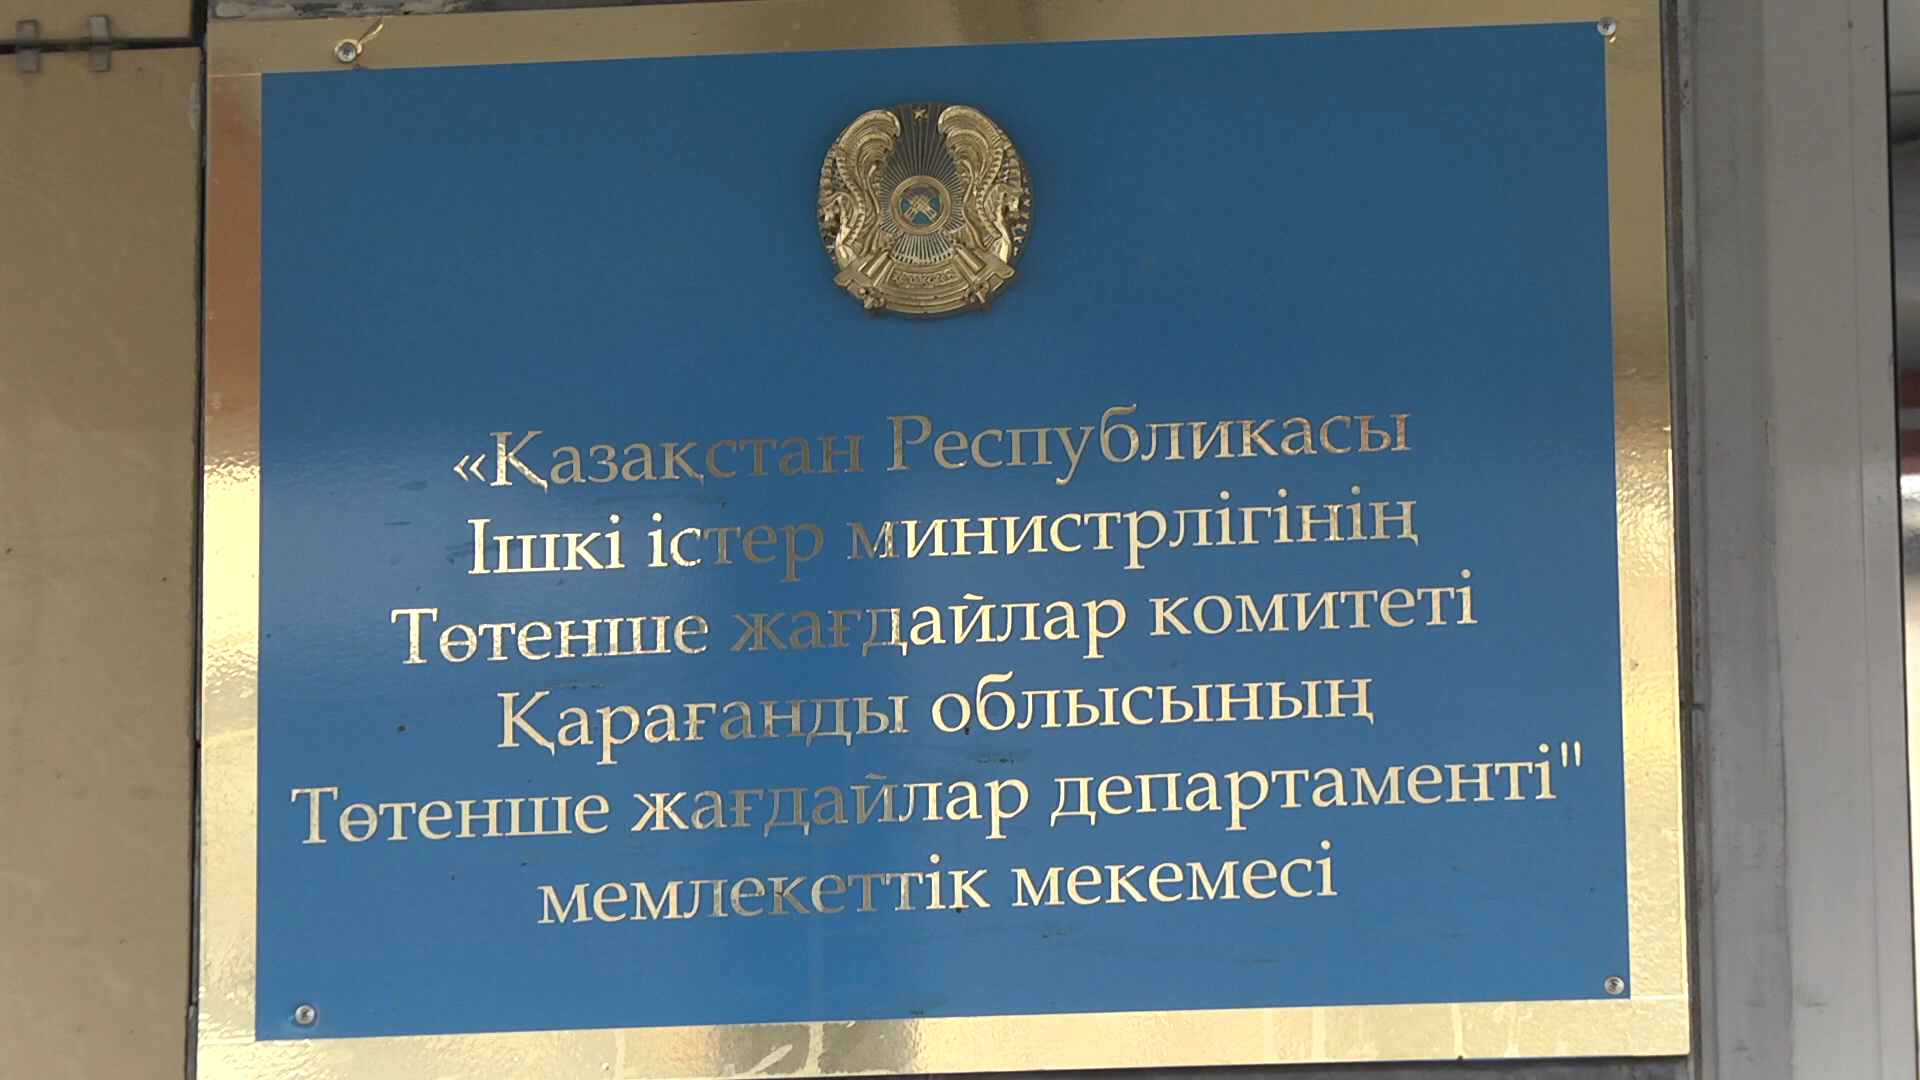 «Қазақстан Республикасы
Ішкі істер министрлігінің
Төтенше жағдайлар комитеті
Қарағанды облысының
Төтенше жағдайлар департаменті"
мемлекеттік мекемесі